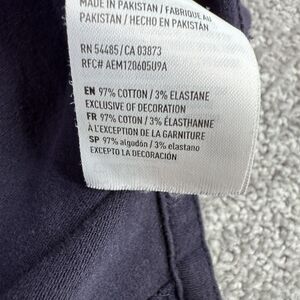 MADE IN PAKISTAN / FABRIQUÉ AU
PAKISTAN / HECHO EN PAKISTÁN
RN 54485/CA 03873
RFC# AEM120605U9A
EN 97% COTTON / 3% ELASTANE
EXCLUSIVE OF DECORATION
FR 97% COTON / 3% ÉLASTHANNE
À L'EXCEPTION DE LA GARNITURE
SP 97% algodón / 3% elastano
EXCEPTO LA DECORACIÓN